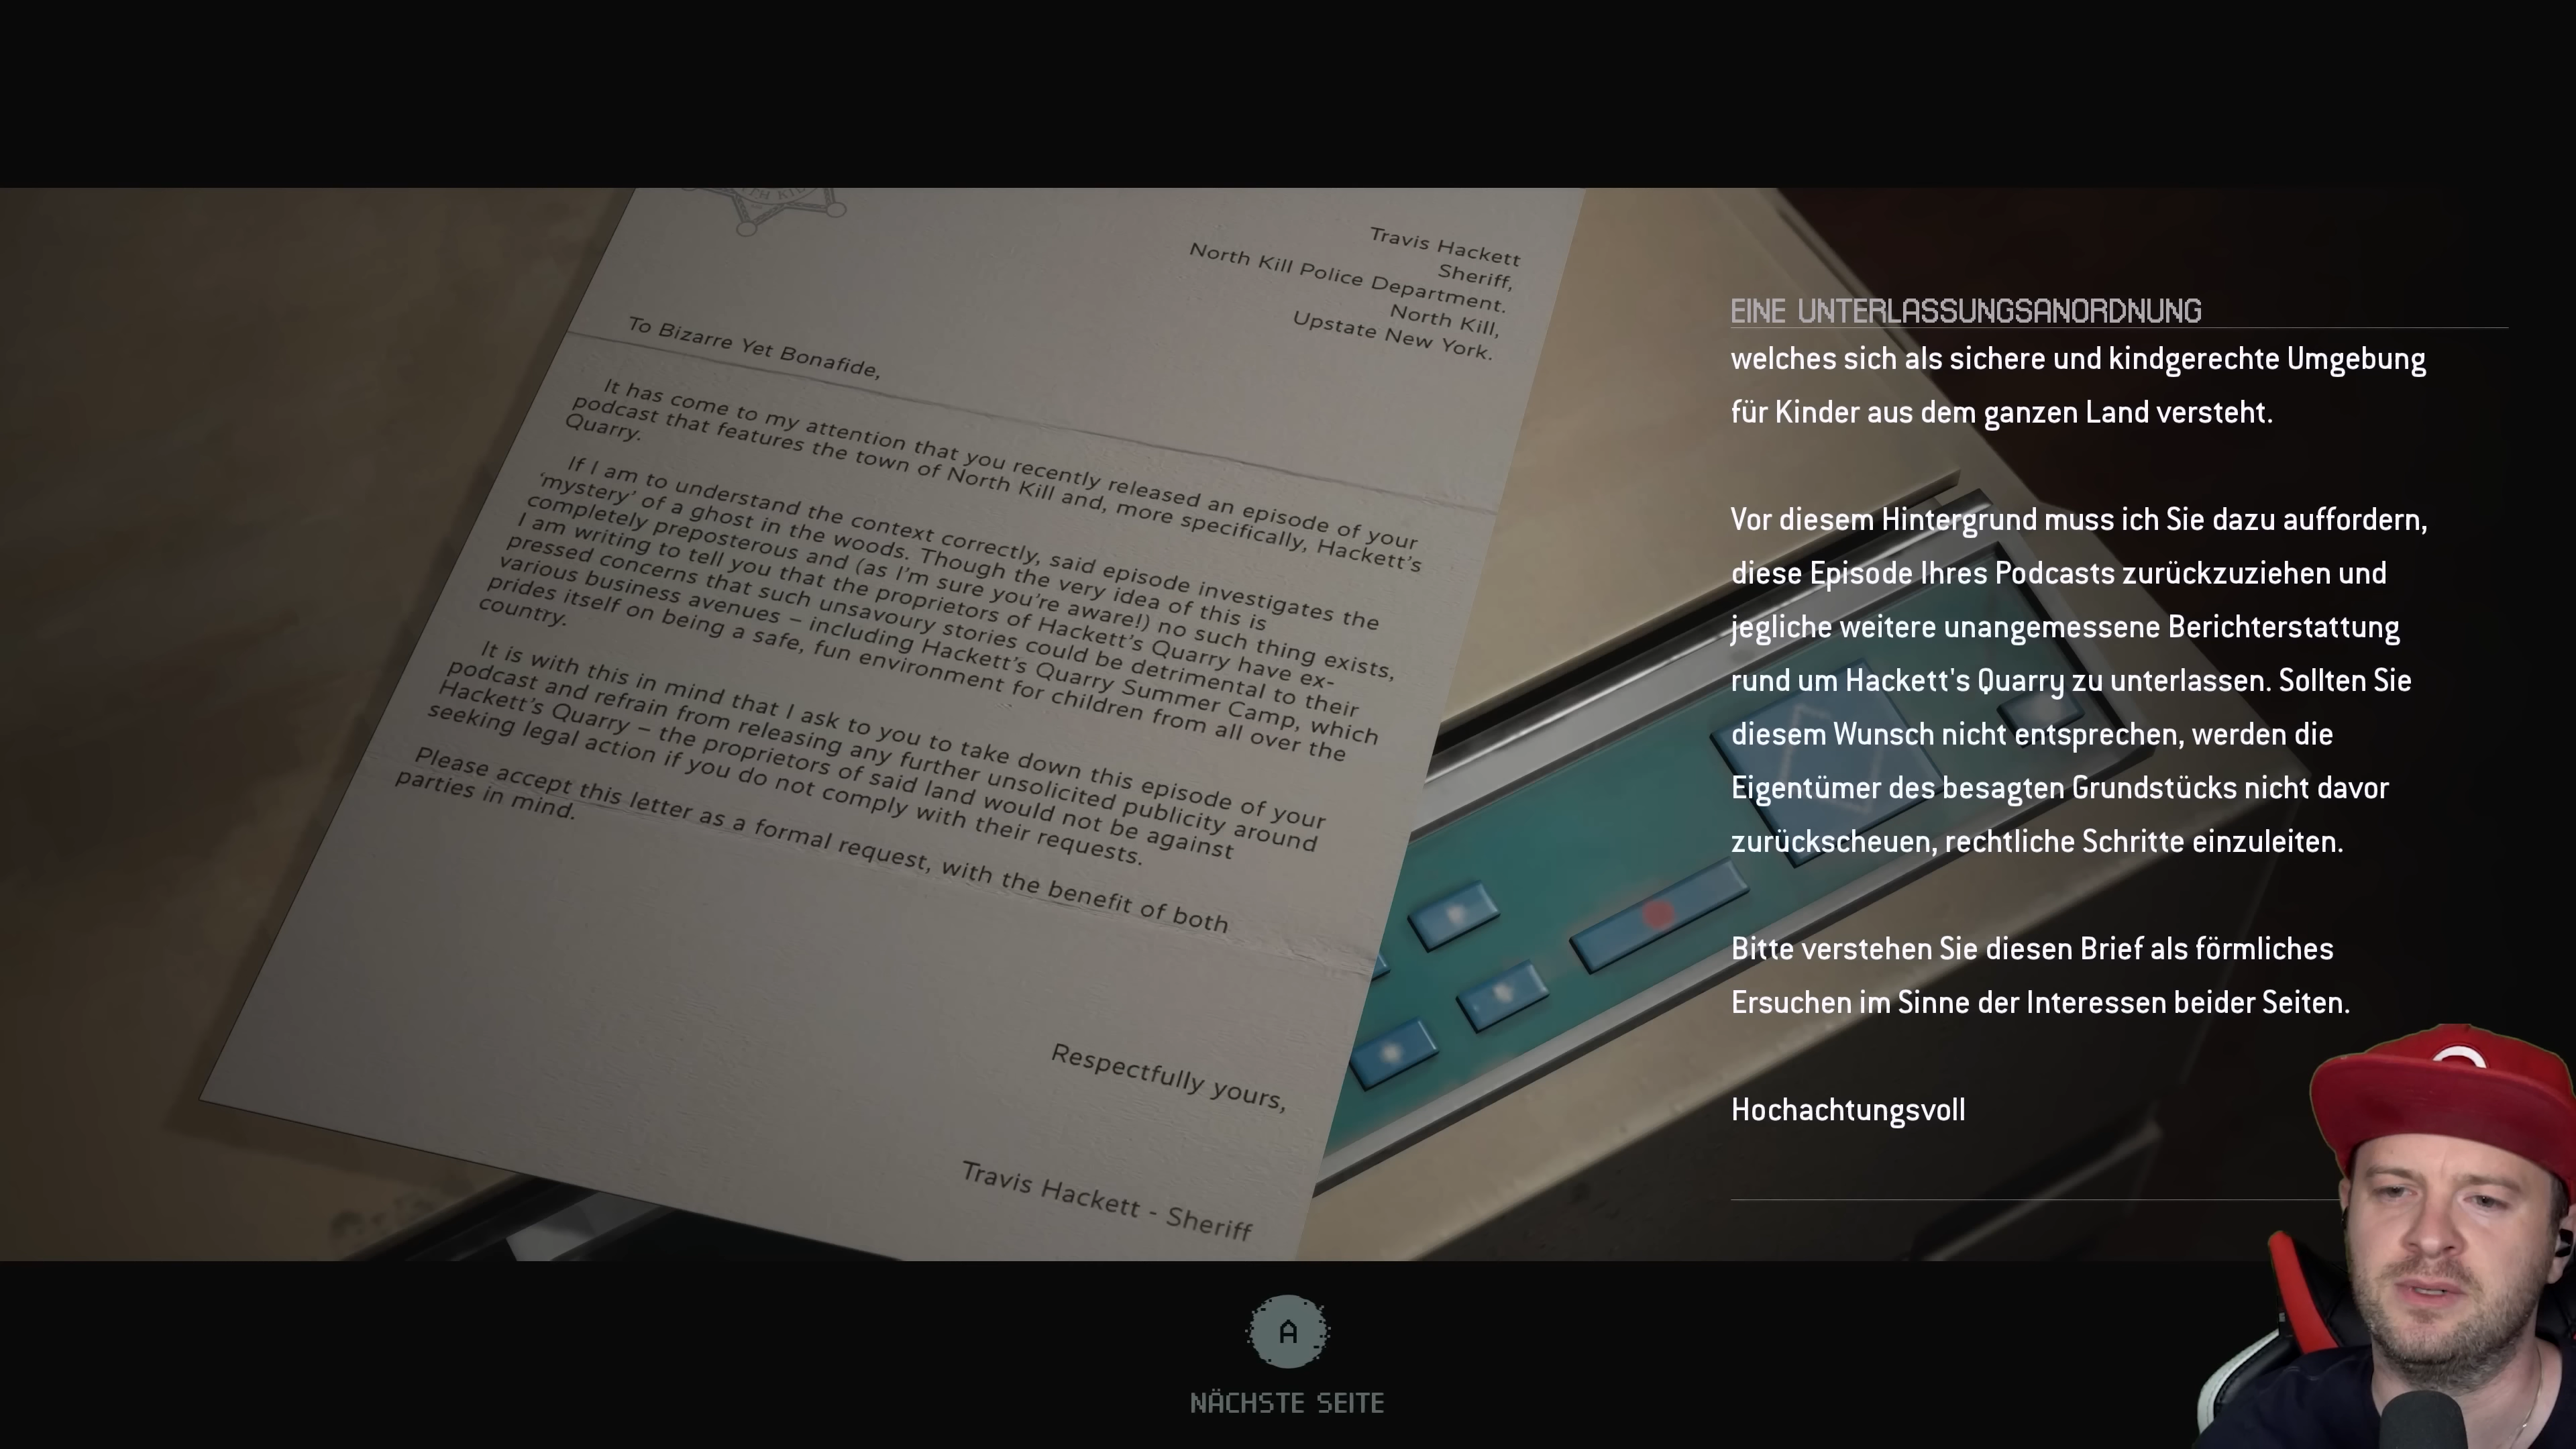 Travis Hackett
Sheriff,
North Kill Police Department.
North Kill,
Upstate New York.
To Bizarre Yet Bonafide,
It has come to my attention that you recently released an episode of your
podcast that features the town of North Kill and, more specifically, Hackett's
Quarry.
If I am to understand the context correctly, said episode investigates the
'mystery' of a ghost in the woods. Though the very idea of this is
completely preposterous and (as I'm sure you're aware!) no such thing exists,
I am writing to tell you that the proprietors of Hackett's Quarry have ex-
pressed concerns that such unsavoury stories could be detrimental to their
various business avenues – including Hackett's Quarry Summer Camp, which
prides itself on being a safe, fun environment for children from all over the
country.
It is with this in mind that I ask to you to take down this episode of your
podcast and refrain from releasing any further unsolicited publicity around
Hackett's Quarry – the proprietors of said land would not be against
seeking legal action if you do not comply with their requests.
Please accept this letter as a formal request, with the benefit of both
parties in mind.
Respectfully yours,
Travis Hackett - Sheriff
EINE UNTERLASSUNGSANORDNUNG
welches sich als sichere und kindgerechte Umgebung
für Kinder aus dem ganzen Land versteht.
Vor diesem Hintergrund muss ich Sie dazu auffordern,
diese Episode Ihres Podcasts zurückzuziehen und
jegliche weitere unangemessene Berichterstattung
rund um Hackett's Quarry zu unterlassen. Sollten Sie
diesem Wunsch nicht entsprechen, werden die
Eigentümer des besagten Grundstücks nicht davor
zurückscheuen, rechtliche Schritte einzuleiten.
Bitte verstehen Sie diesen Brief als förmliches
Ersuchen im Sinne der Interessen beider Seiten.
Hochachtungsvoll
A
NÄCHSTE SEITE